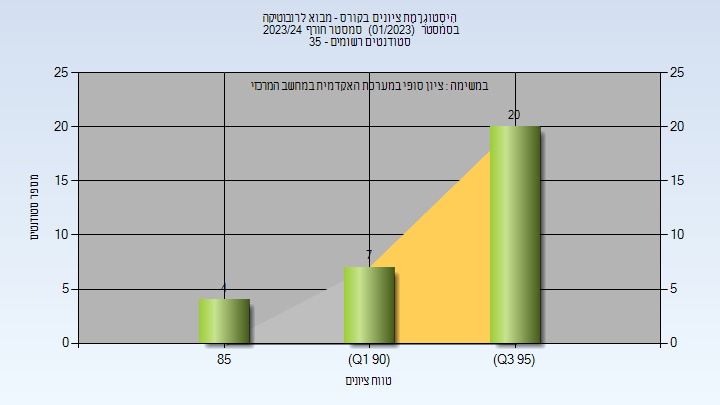 היסטוגרמת ציונים בקורס - מבוא לרובוטיקה
בסמסטר (01/2023) סמסטר חורף 2023/24
סטודנטים רשומים - 35
במשימה : ציון סופי במערכת האקדמית במחשב המרכזי
25
20
15
10
5
0
25
20
15
10
5
0
מספר סטודנטים
4
7
20
85
(Q1 90)
(Q3 95)
טווח ציונים